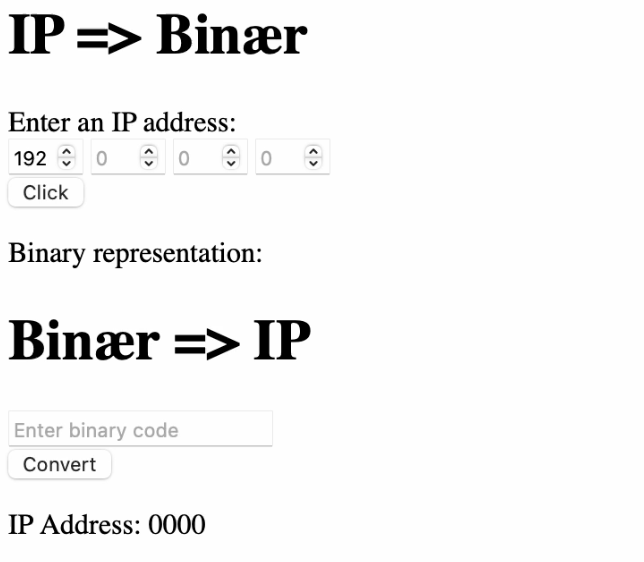 IP => Binær
Enter an IP address:
192 0 0 0
Click
Binary representation:
Binær => IP
Enter binary code
Convert
IP Address: 0000